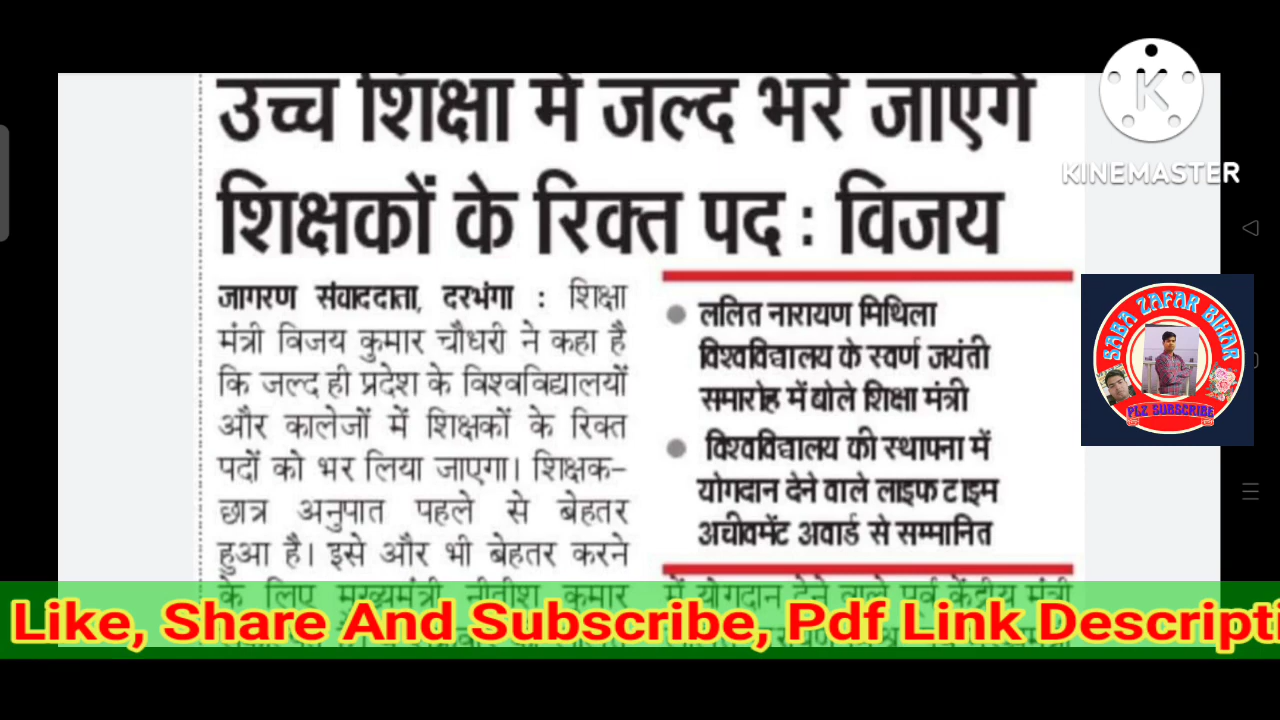 उच्च शिक्षा में जल्द भरे जाएंगे
शिक्षकों के रिक्त पद : विजय
जागरण संवाददाता, दरभंगा : शिक्षा
मंत्री विजय कुमार चौधरी ने कहा है
कि जल्द ही प्रदेश के विश्वविद्यालयों
और कालेजों में शिक्षकों के रिक्त
पदों को भर लिया जाएगा। शिक्षक-
छात्र अनुपात पहले से बेहतर
हुआ है। इसे और भी बेहतर करने
के लिए मुख्यमंत्री नीतीश कुमार
● ललित नारायण मिथिला
विश्वविद्यालय के स्वर्ण जयंती
समारोह में बोले शिक्षा मंत्री
● विश्वविद्यालय की स्थापना में
योगदान देने वाले लाइफ टाइम
अचीवमेंट अवार्ड से सम्मानित
में योगदान देने वाले पूर्व केंद्रीय मंत्री
KINEMASTER
SABA ZAFAR BIHAR
PLZ SUBSCRIBE
Like, Share And Subscribe, Pdf Link Descripti